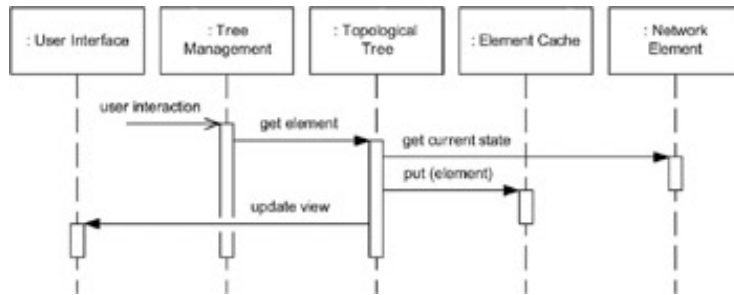 : User Interface
: Tree
Management
: Topological
Tree
: Element Cache
: Network
Element
user interaction
get element
get current state
put (element)
update view